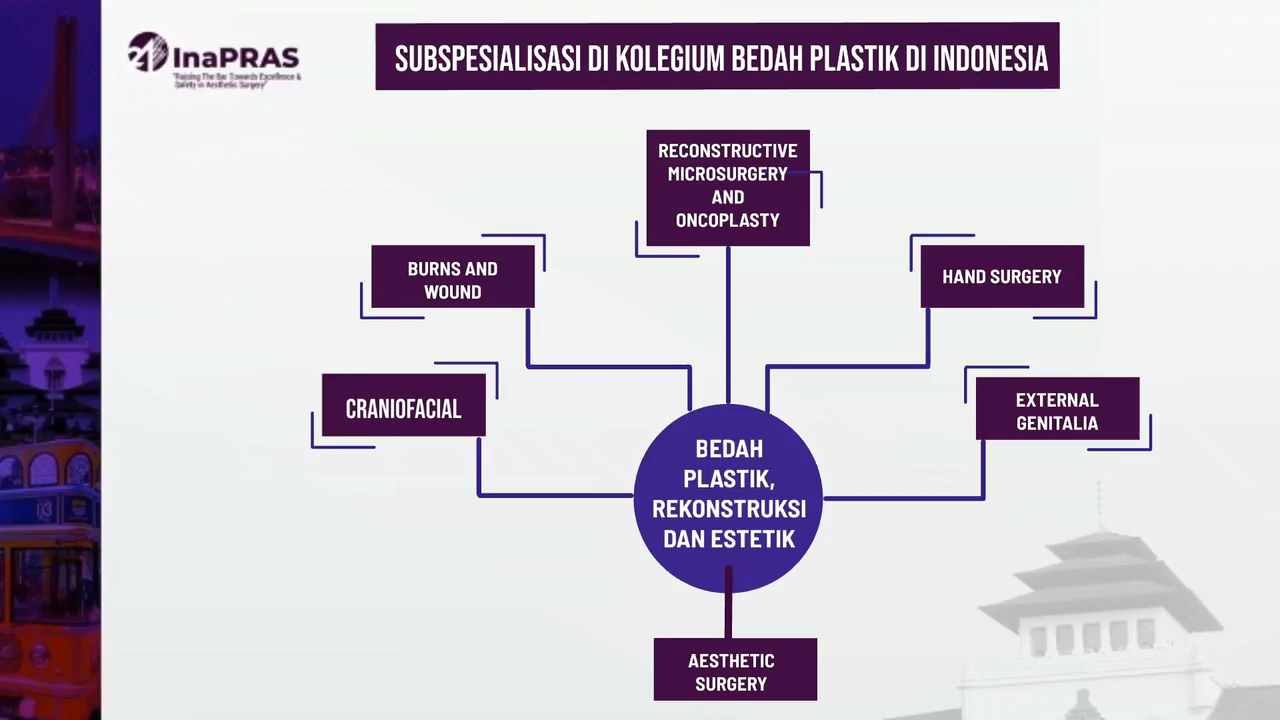 InaPRAS
"Raising The Bar Towards Excellence &
Safety in Aesthetic Surgery"
SUBSPESIALISASI DI KOLEGIUM BEDAH PLASTIK DI INDONESIA
RECONSTRUCTIVE
MICROSURGERY
AND
ONCOPLASTY
BURNS AND
WOUND
HAND SURGERY
CRANIOFACIAL
EXTERNAL
GENITALIA
BEDAH
PLASTIK,
REKONSTRUKSI
DAN ESTETIK
AESTHETIC
SURGERY